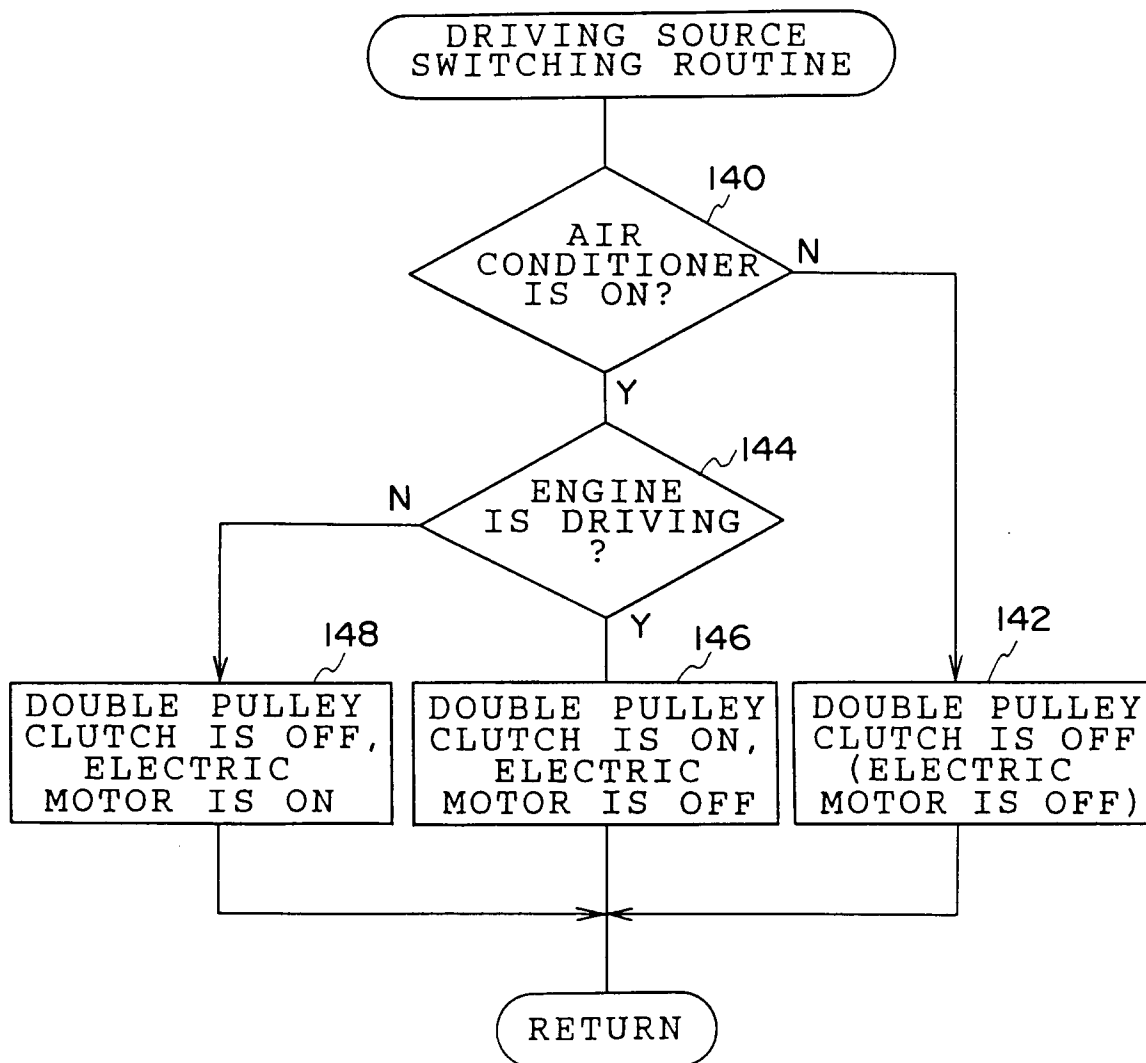 DRIVING SOURCE
SWITCHING ROUTINE
140
AIR
CONDITIONER
IS ON?
N
Y
144
ENGINE
IS DRIVING
?
N
Y
148
DOUBLE PULLEY
CLUTCH IS OFF,
ELECTRIC
MOTOR IS ON
146
DOUBLE PULLEY
CLUTCH IS ON,
ELECTRIC
MOTOR IS OFF
142
DOUBLE PULLEY
CLUTCH IS OFF
(ELECTRIC
MOTOR IS OFF)
RETURN